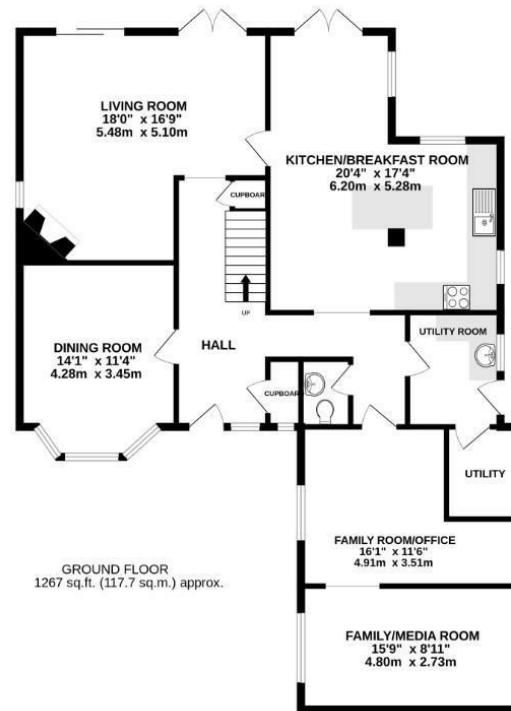 LIVING ROOM
18'0" x 16'9"
5.48m x 5.10m
KITCHEN/BREAKFAST ROOM
20'4" x 17'4"
6.20m x 5.28m
CUPBOARD
UP
HALL
DINING ROOM
14'1" x 11'4"
4.28m x 3.45m
CUPBOARD
UTILITY ROOM
UTILITY
FAMILY ROOM/OFFICE
16'1" x 11'6"
4.91m x 3.51m
FAMILY/MEDIA ROOM
15'9" x 8'11"
4.80m x 2.73m
GROUND FLOOR
1267 sq.ft. (117.7 sq.m.) approx.